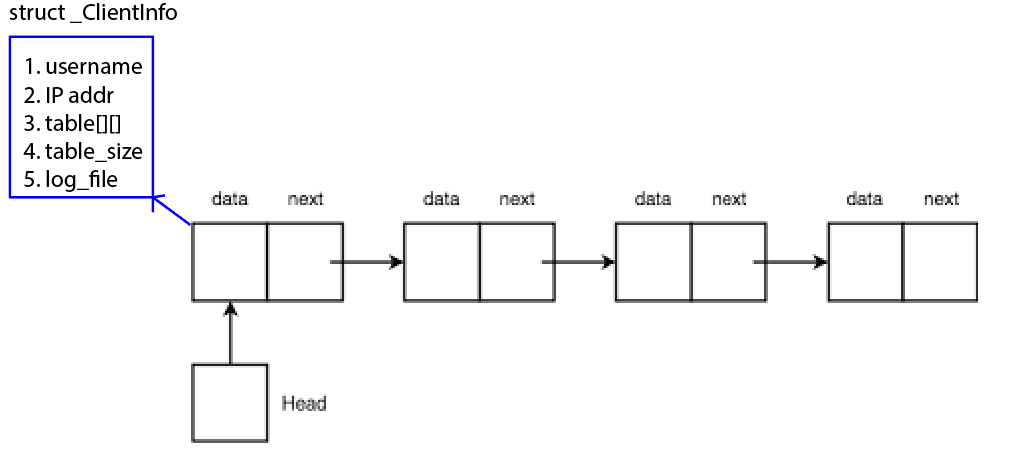 struct _ClientInfo
1. username
2. IP addr
3. table[][]
4. table_size
5. log_file
data next data next data next data next
Head